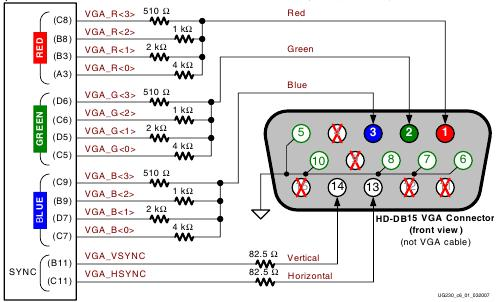 (C8) VGA_R<3> 510 Ω Red
(B8) VGA_R<2> 1 kΩ
RED
(B3) VGA_R<1> 2 kΩ
(A3) VGA_R<0> 4 kΩ
Green
(D6) VGA_G<3> 510 Ω
(C6) VGA_G<2> 1 kΩ
GREEN
(D5) VGA_G<1> 2 kΩ
(C5) VGA_G<0> 4 kΩ
Blue
(C9) VGA_B<3> 510 Ω
(B9) VGA_B<2> 1 kΩ
BLUE
(D7) VGA_B<1> 2 kΩ
(C7) VGA_B<0> 4 kΩ
SYNC
(B11) VGA_VSYNC 82.5 Ω Vertical
(C11) VGA_HSYNC 82.5 Ω Horizontal
5 3 2 1
10 8 7 6
14 13
HD-DB15 VGA Connector
(front view)
(not VGA cable)
UG230_c6_01_032007